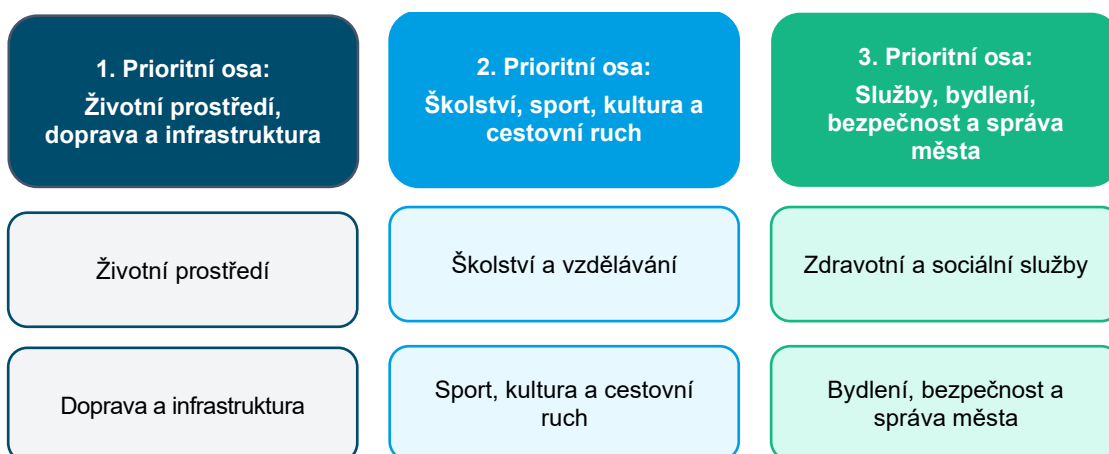 1. Prioritní osa:
Životní prostředí,
doprava a infrastruktura
2. Prioritní osa:
Školství, sport, kultura a
cestovní ruch
3. Prioritní osa:
Služby, bydlení,
bezpečnost a správa
města
Životní prostředí
Školství a vzdělávání
Zdravotní a sociální služby
Doprava a infrastruktura
Sport, kultura a cestovní
ruch
Bydlení, bezpečnost a
správa města